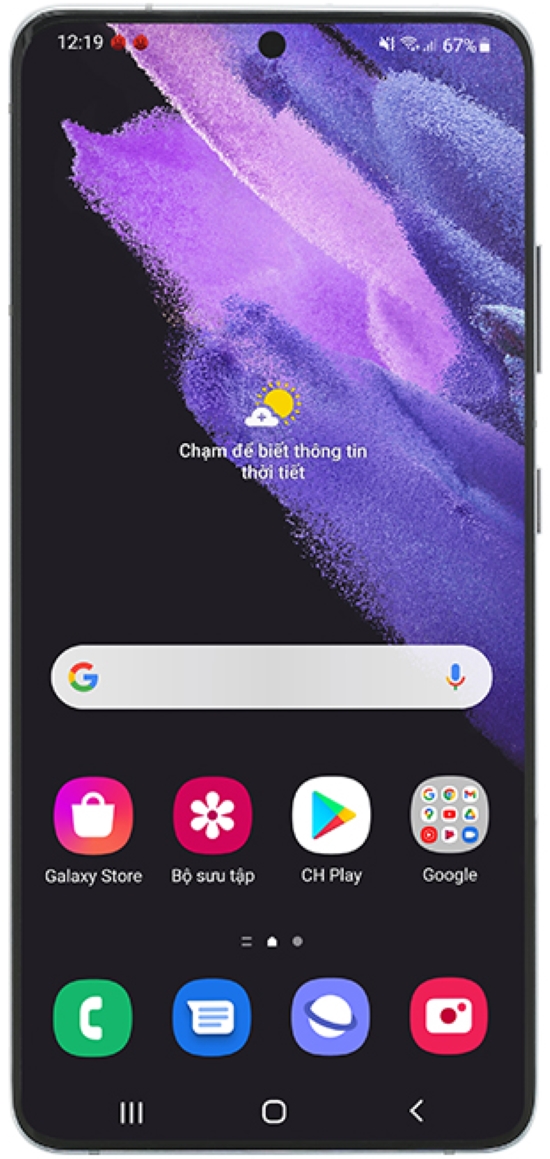 12:19
67%
Chạm để biết thông tin
thời tiết
Galaxy Store
Bộ sưu tập
CH Play
Google